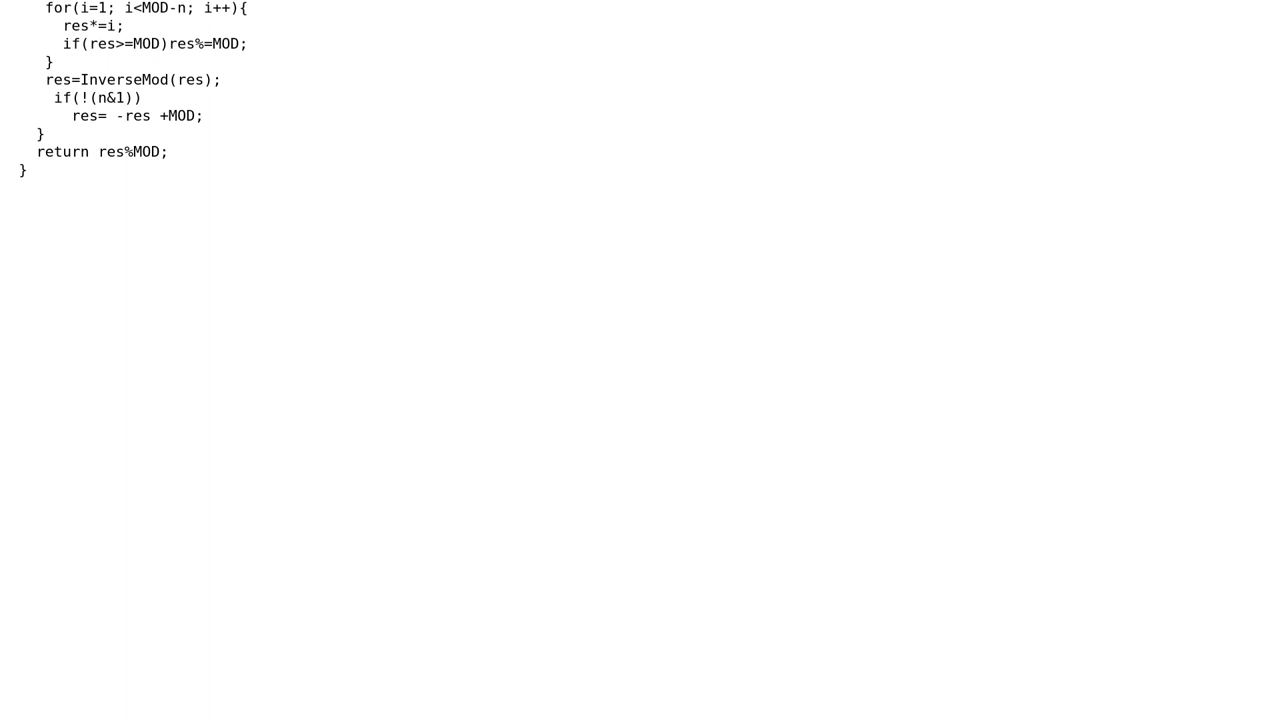 for(i=1; i<MOD-n; i++){
res*=i;
if(res>=MOD)res%=MOD;
}
res=InverseMod(res);
if(!(n&1))
res= -res +MOD;
}
return res%MOD;
}